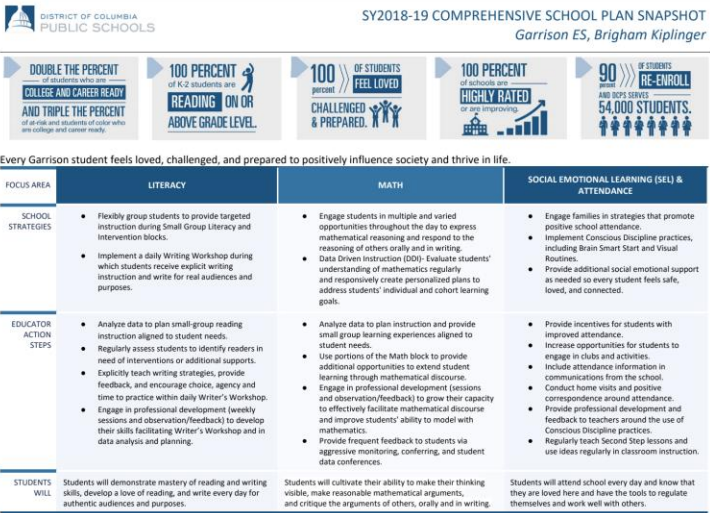 DISTRICT OF COLUMBIA
PUBLIC SCHOOLS
SY2018-19 COMPREHENSIVE SCHOOL PLAN SNAPSHOT
Garrison ES, Brigham Kiplinger
DOUBLE THE PERCENT
of students who are
COLLEGE AND CAREER READY
AND TRIPLE THE PERCENT
of at-risk and students of color who
are college and career ready.
100 PERCENT
of K-2 students are
READING ON OR
ABOVE GRADE LEVEL.
100 percent
OF STUDENTS
FEEL LOVED
CHALLENGED
& PREPARED.
100 PERCENT
of schools are
HIGHLY RATED
or are improving.
90 percent
OF STUDENTS
RE-ENROLL
AND DCPS SERVES
54,000 STUDENTS.
Every Garrison student feels loved, challenged, and prepared to positively influence society and thrive in life.
FOCUS AREA
LITERACY
MATH
SOCIAL EMOTIONAL LEARNING (SEL) &
ATTENDANCE
SCHOOL
STRATEGIES
● Flexibly group students to provide targeted
instruction during Small Group Literacy and
Intervention blocks.
● Implement a daily Writing Workshop during
which students receive explicit writing
instruction and write for real audiences and
purposes.
● Engage students in multiple and varied
opportunities throughout the day to express
mathematical reasoning and respond to the
reasoning of others orally and in writing.
● Data Driven Instruction (DDI)- Evaluate students'
understanding of mathematics regularly
and responsively create personalized plans to
address students' individual and cohort learning
goals.
● Engage families in strategies that promote
positive school attendance.
● Implement Conscious Discipline practices,
including Brain Smart Start and Visual
Routines.
● Provide additional social emotional support
as needed so every student feels safe,
loved, and connected.
EDUCATOR
ACTION
STEPS
● Analyze data to plan small-group reading
instruction aligned to student needs.
● Regularly assess students to identify readers in
need of interventions or additional supports.
● Explicitly teach writing strategies, provide
feedback, and encourage choice, agency and
time to practice within daily Writer's Workshop.
● Engage in professional development (weekly
sessions and observation/feedback) to develop
their skills facilitating Writer's Workshop and in
data analysis and planning.
● Analyze data to plan instruction and provide
small group learning experiences aligned to
student needs.
● Use portions of the Math block to provide
additional opportunities to extend student
learning through mathematical discourse.
● Engage in professional development (sessions
and observation/feedback) to grow their capacity
to effectively facilitate mathematical discourse
and improve students' ability to model with
mathematics.
● Provide frequent feedback to students via
aggressive monitoring, conferring, and student
data conferences.
● Provide incentives for students with
improved attendance.
● Increase opportunities for students to
engage in clubs and activities.
● Include attendance information in
communications from the school.
● Conduct home visits and positive
correspondence around attendance.
● Provide professional development and
feedback to teachers around the use of
Conscious Discipline practices.
● Regularly teach Second Step lessons and
use ideas regularly in classroom instruction.
STUDENTS
WILL
Students will demonstrate mastery of reading and writing
skills, develop a love of reading, and write every day for
authentic audiences and purposes.
Students will cultivate their ability to make their thinking
visible, make reasonable mathematical arguments,
and critique the arguments of others, orally and in writing.
Students will attend school every day and know that
they are loved here and have the tools to regulate
themselves and work well with others.